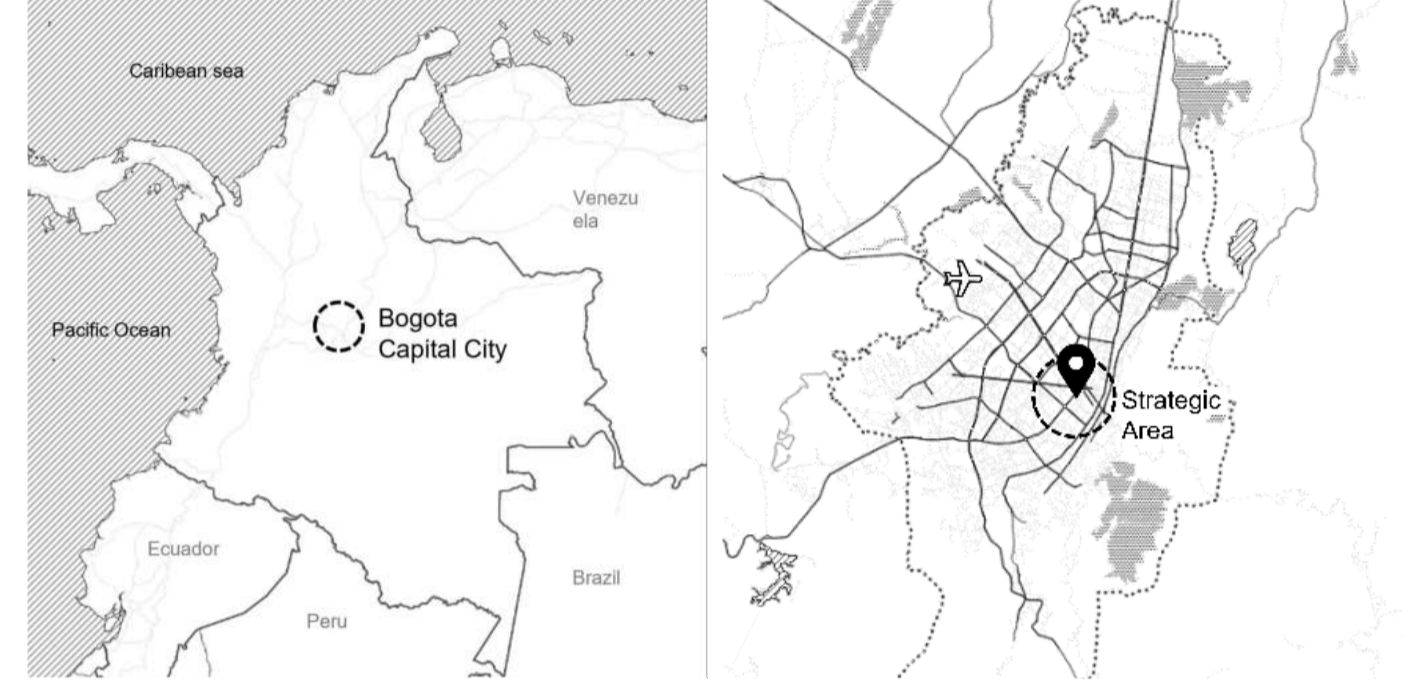 Caribean sea
Venezu
ela
Pacific Ocean
Bogota
Capital City
Strategic
Area
Ecuador
Brazil
Peru